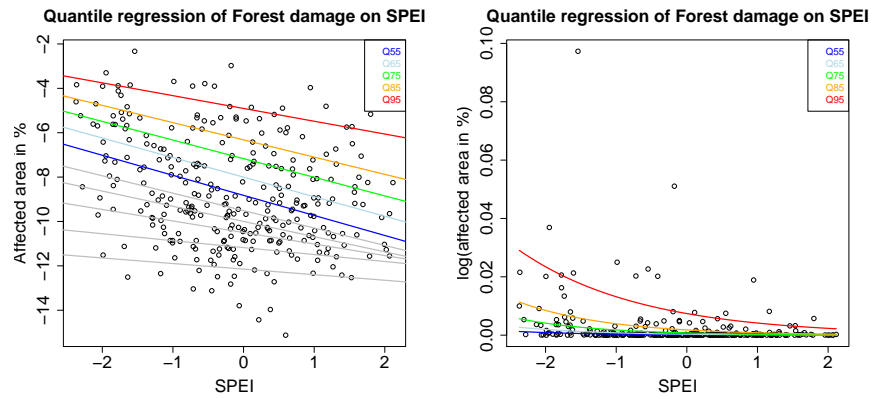 Quantile regression of Forest damage on SPEI
Affected area in %
−2
−4
−6
−8
−10
−12
−14
Q55
Q65
Q75
Q85
Q95
−2 −1 0 1 2
SPEI
Quantile regression of Forest damage on SPEI
log(affected area in %)
0.10
0.08
0.06
0.04
0.02
0.00
Q55
Q65
Q75
Q85
Q95
−2 −1 0 1 2
SPEI